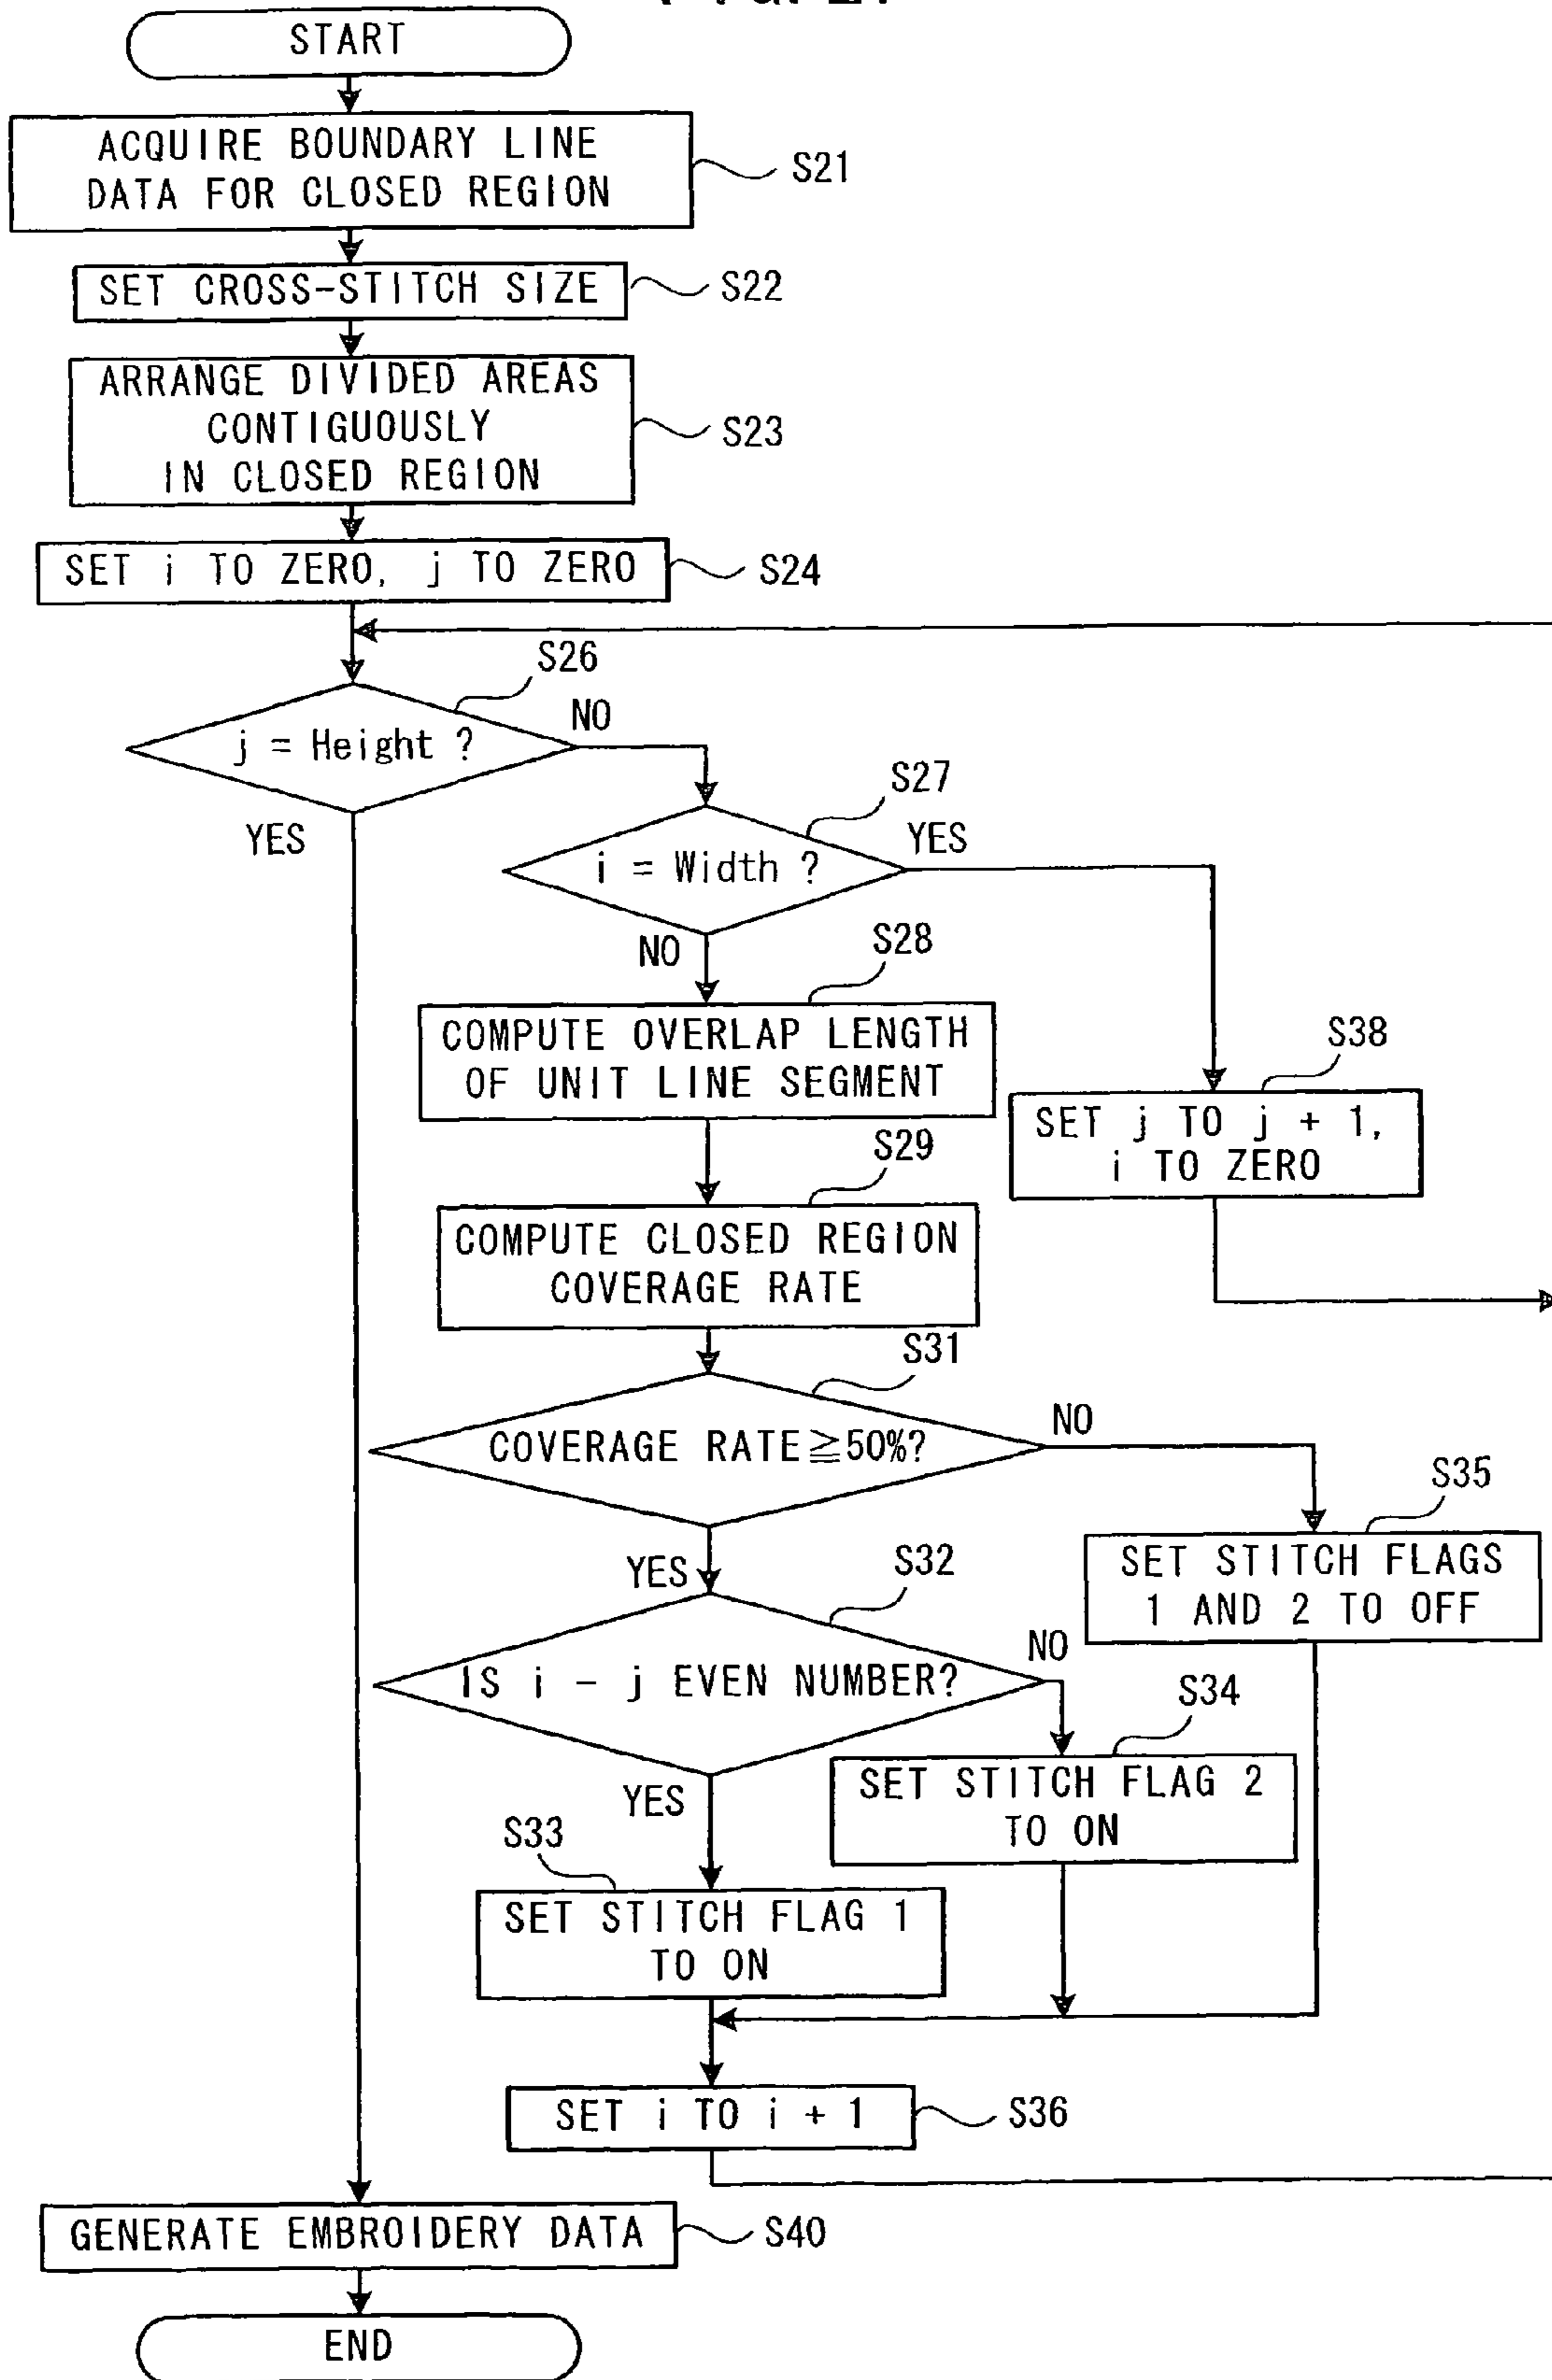 START
ACQUIRE BOUNDARY LINE
DATA FOR CLOSED REGION
S21
SET CROSS-STITCH SIZE
S22
ARRANGE DIVIDED AREAS
CONTIGUOUSLY
IN CLOSED REGION
S23
SET i TO ZERO, j TO ZERO
S24
S26
j = Height ?
NO
YES
S27
i = Width ?
YES
NO
S28
COMPUTE OVERLAP LENGTH
OF UNIT LINE SEGMENT
S38
SET j TO j + 1,
i TO ZERO
S29
COMPUTE CLOSED REGION
COVERAGE RATE
S31
COVERAGE RATE≧50%?
NO
YES
S35
SET STITCH FLAGS
1 AND 2 TO OFF
S32
IS i - j EVEN NUMBER?
NO
YES
S34
SET STITCH FLAG 2
TO ON
S33
SET STITCH FLAG 1
TO ON
SET i TO i + 1
S36
GENERATE EMBROIDERY DATA
S40
END